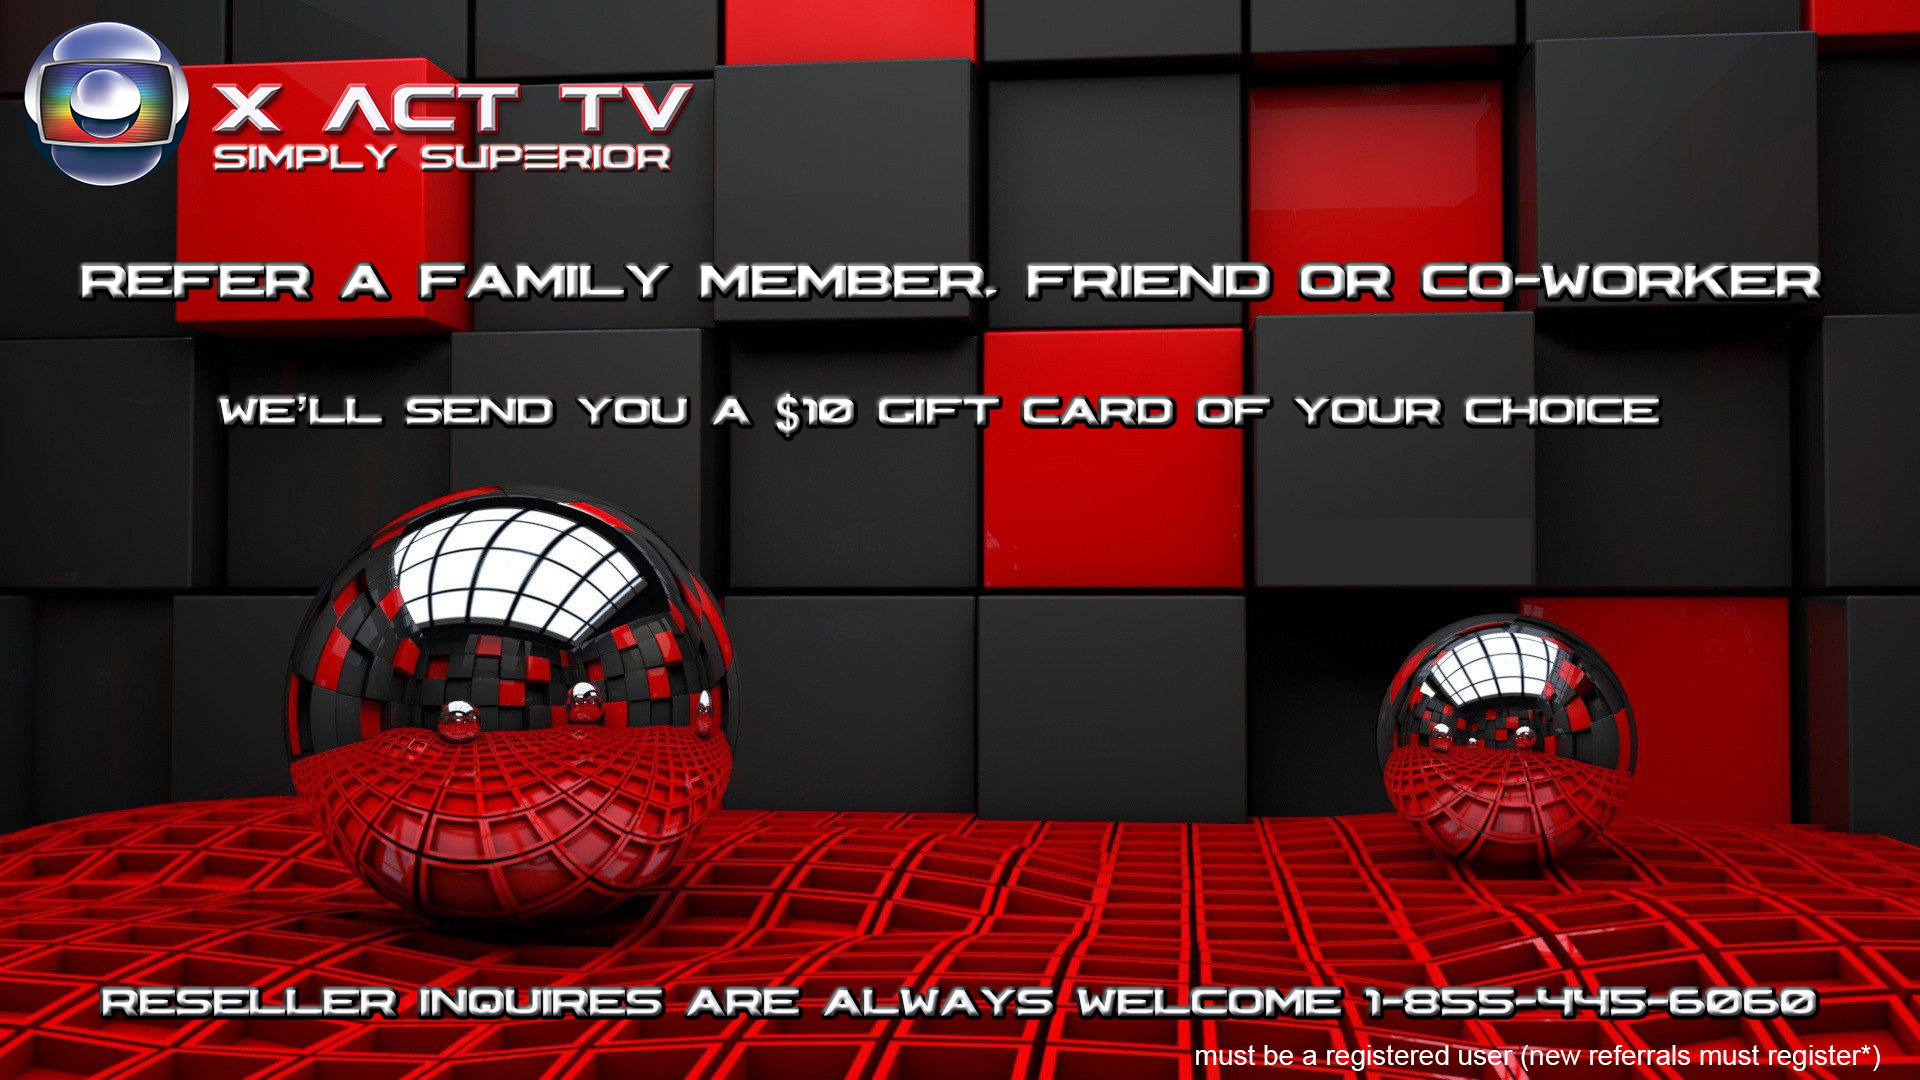 X ACT TV
SIMPLY SUPERIOR
REFER A FAMILY MEMBER, FRIEND OR CO-WORKER
WE'LL SEND YOU A $10 GIFT CARD OF YOUR CHOICE
RESELLER INQUIRES ARE ALWAYS WELCOME 1-855-445-6060
must be a registered user (new referrals must register*)